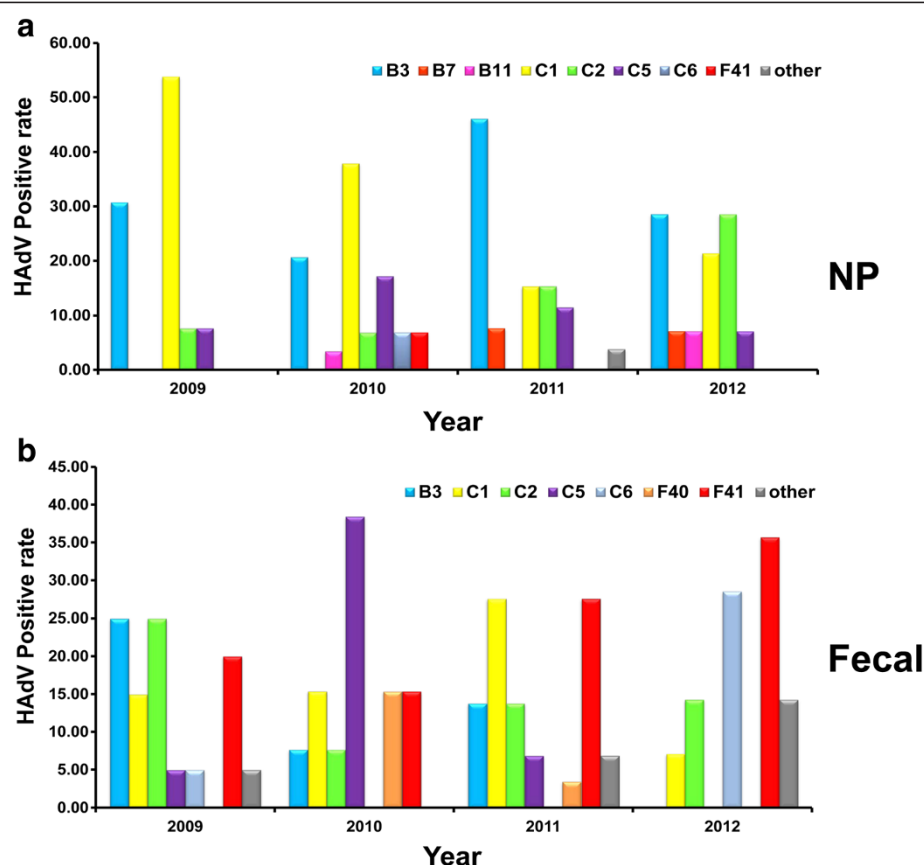 a
60.00
50.00
40.00
30.00
20.00
10.00
0.00
HAdV Positive rate
B3 B7 B11 C1 C2 C5 C6 F41 other
2009 2010 2011 2012
Year
NP
b
45.00
40.00
35.00
30.00
25.00
20.00
15.00
10.00
5.00
0.00
HAdV Positive rate
B3 C1 C2 C5 C6 F40 F41 other
2009 2010 2011 2012
Year
Fecal